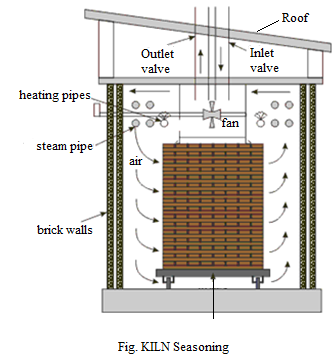 Roof
Outlet
valve
Inlet
valve
heating pipes
fan
steam pipe
air
brick walls
Fig. KILN Seasoning